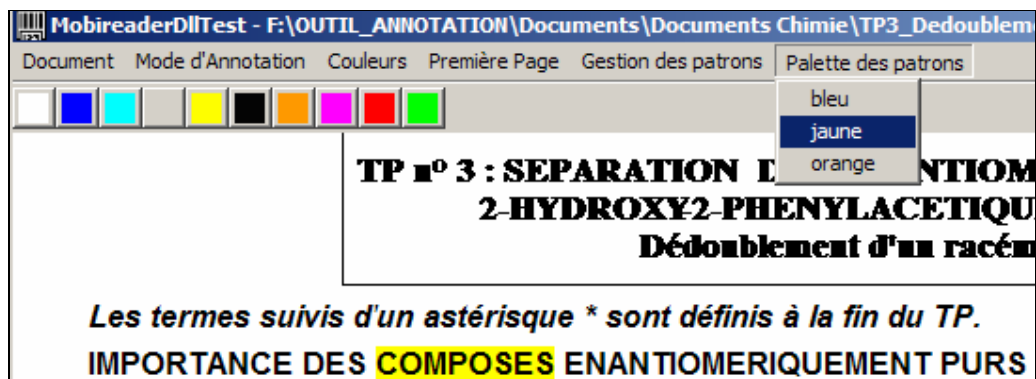 MobireaderDllTest - F:\OUTIL_ANNOTATION\Documents\Documents Chimie\TP3_Dedoublem
Document Mode d'Annotation Couleurs Première Page Gestion des patrons Palette des patrons
bleu
jaune
orange
TP nº 3 : SEPARATION D NTIOM
2-HYDROXY-2-PHENYLACETIQU
Dédoublement d'un racém
Les termes suivis d'un astérisque * sont définis à la fin du TP.
IMPORTANCE DES COMPOSES ENANTIOMERIQUEMENT PURS